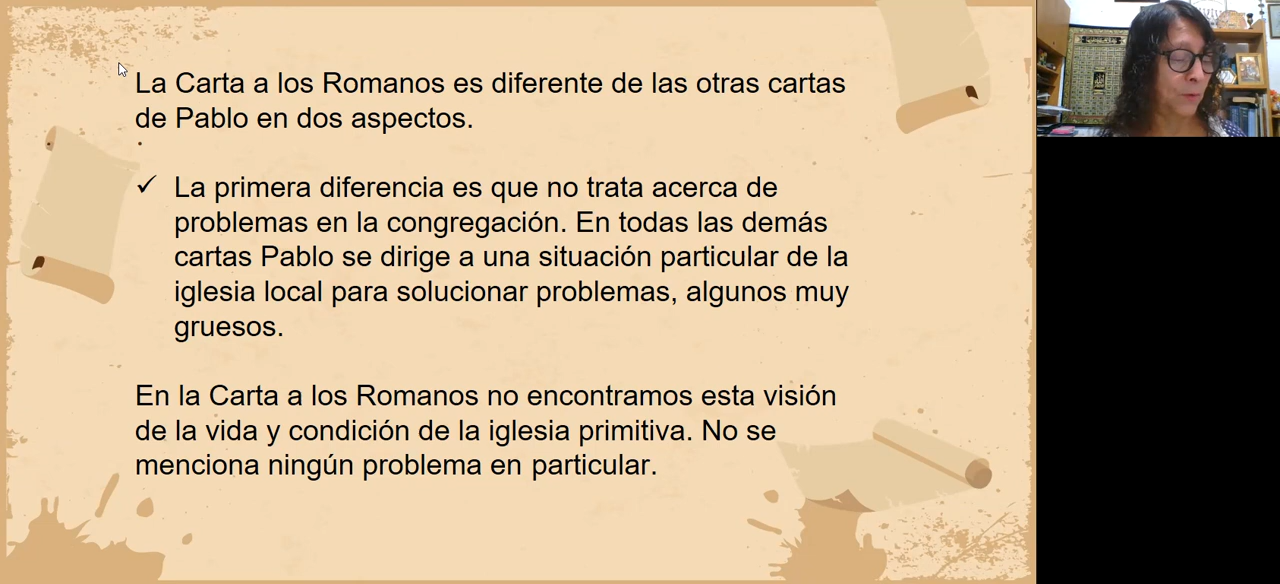 La Carta a los Romanos es diferente de las otras cartas
de Pablo en dos aspectos.
✓ La primera diferencia es que no trata acerca de
problemas en la congregación. En todas las demás
cartas Pablo se dirige a una situación particular de la
iglesia local para solucionar problemas, algunos muy
gruesos.
En la Carta a los Romanos no encontramos esta visión
de la vida y condición de la iglesia primitiva. No se
menciona ningún problema en particular.